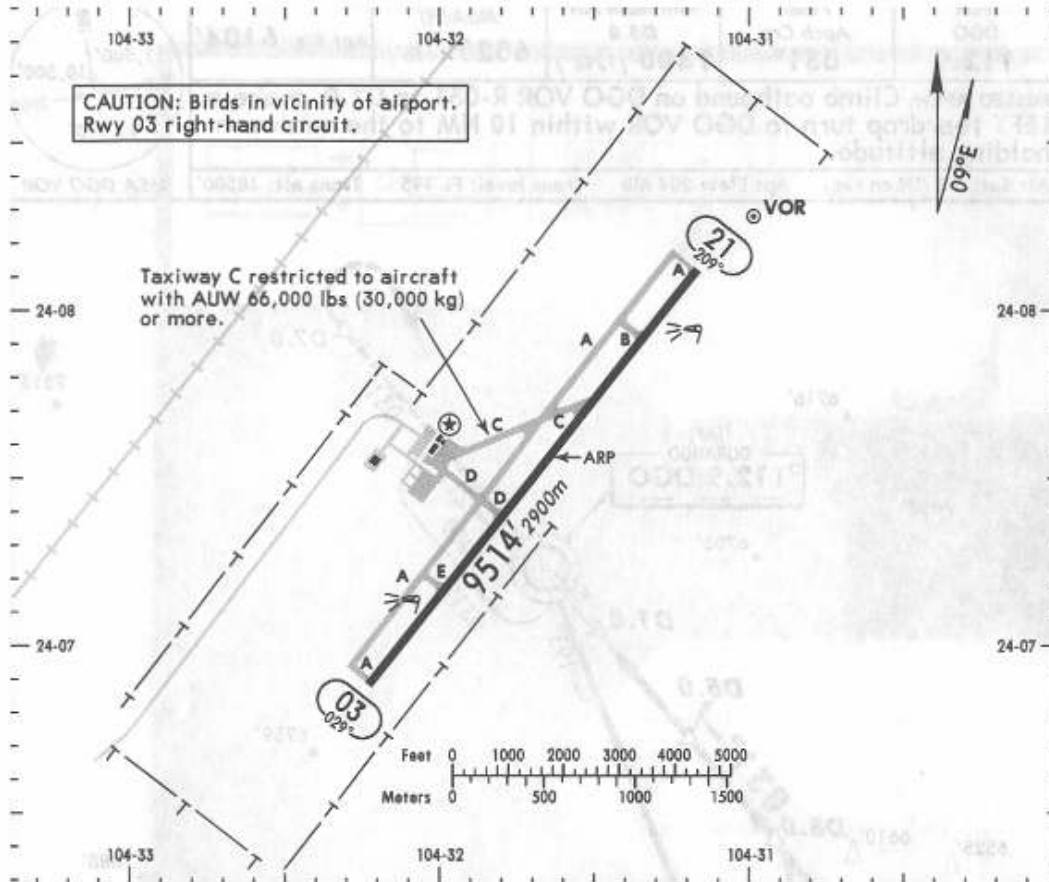 104-33
104-32
104-31
CAUTION: Birds in vicinity of airport.
Rwy 03 right-hand circuit.
09°E
VOR
21
209°
A
Taxiway C restricted to aircraft
with AUW 66,000 lbs (30,000 kg)
or more.
24-08
24-08
A
B
C
C
ARP
D
D
9514' 2900m
A
E
24-07
24-07
A
03
029°
Feet 0 1000 2000 3000 4000 5000
Meters 0 500 1000 1500
104-33
104-32
104-31